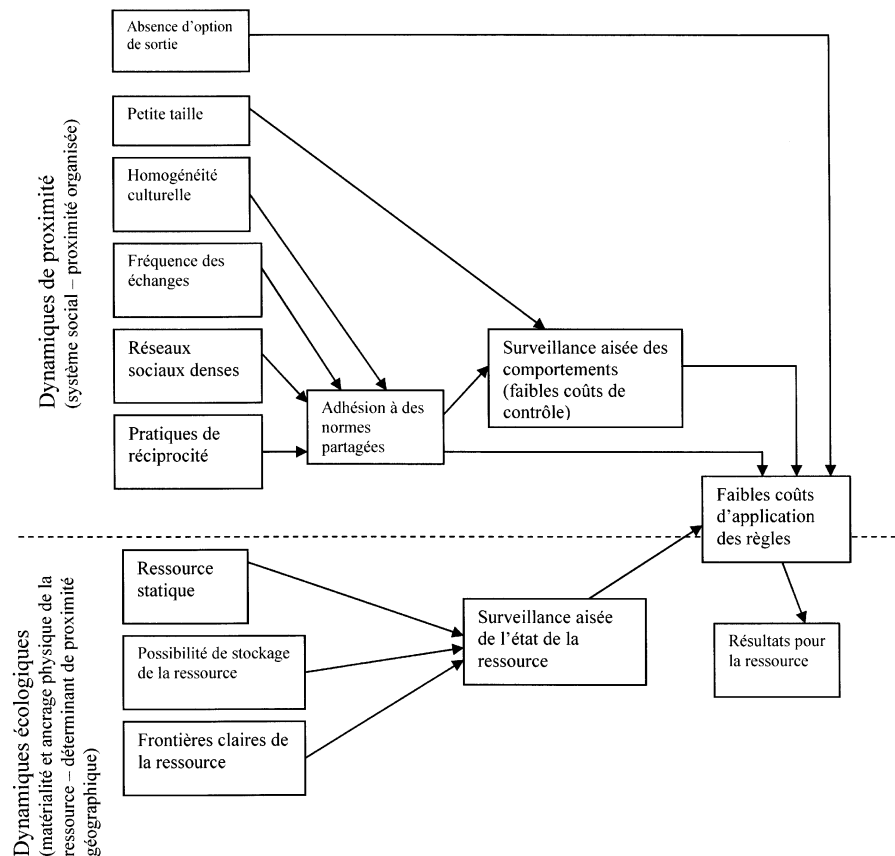 Absence d'option
de sortie
Petite taille
Homogénéité
culturelle
Fréquence des
échanges
Réseaux
sociaux denses
Pratiques de
réciprocité
Dynamiques de proximité
(système social – proximité organisée)
Adhésion à des
normes
partagées
Surveillance aisée des
comportements
(faibles coûts de
contrôle)
Faibles coûts
d'application
des règles
Ressource
statique
Possibilité de stockage
de la ressource
Frontières claires de
la ressource
Surveillance aisée
de l'état de la
ressource
Résultats pour
la ressource
Dynamiques écologiques
(matérialité et ancrage physique de la
ressource – déterminant de proximité
géographique)